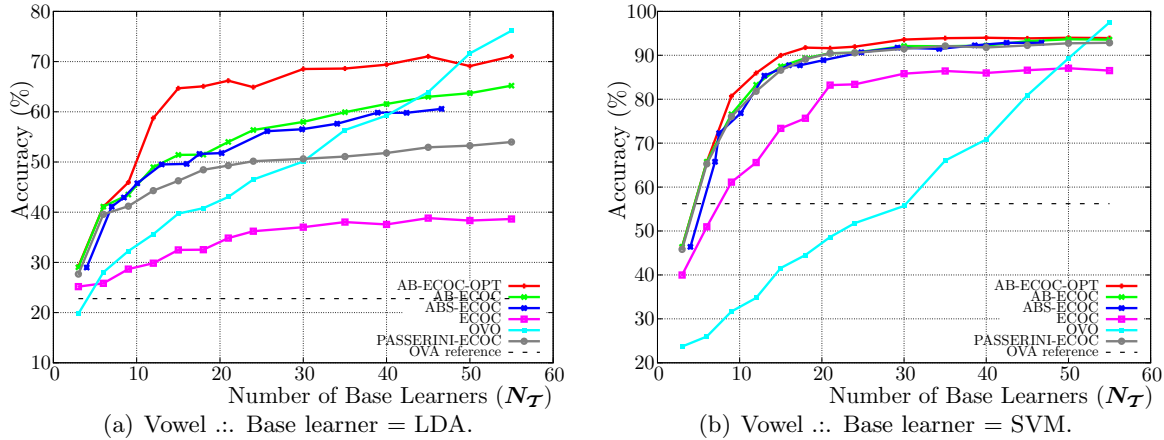 80
70
60
50
40
30
20
10
Accuracy (%)
0 10 20 30 40 50 60
Number of Base Learners (N_T)
AB-ECOC-OPT
AB-ECOC
ABS-ECOC
ECOC
OVO
PASSERINI-ECOC
OVA reference
(a) Vowel .:. Base learner = LDA.
100
90
80
70
60
50
40
30
20
Accuracy (%)
0 10 20 30 40 50 60
Number of Base Learners (N_T)
AB-ECOC-OPT
AB-ECOC
ABS-ECOC
ECOC
OVO
PASSERINI-ECOC
OVA reference
(b) Vowel .:. Base learner = SVM.